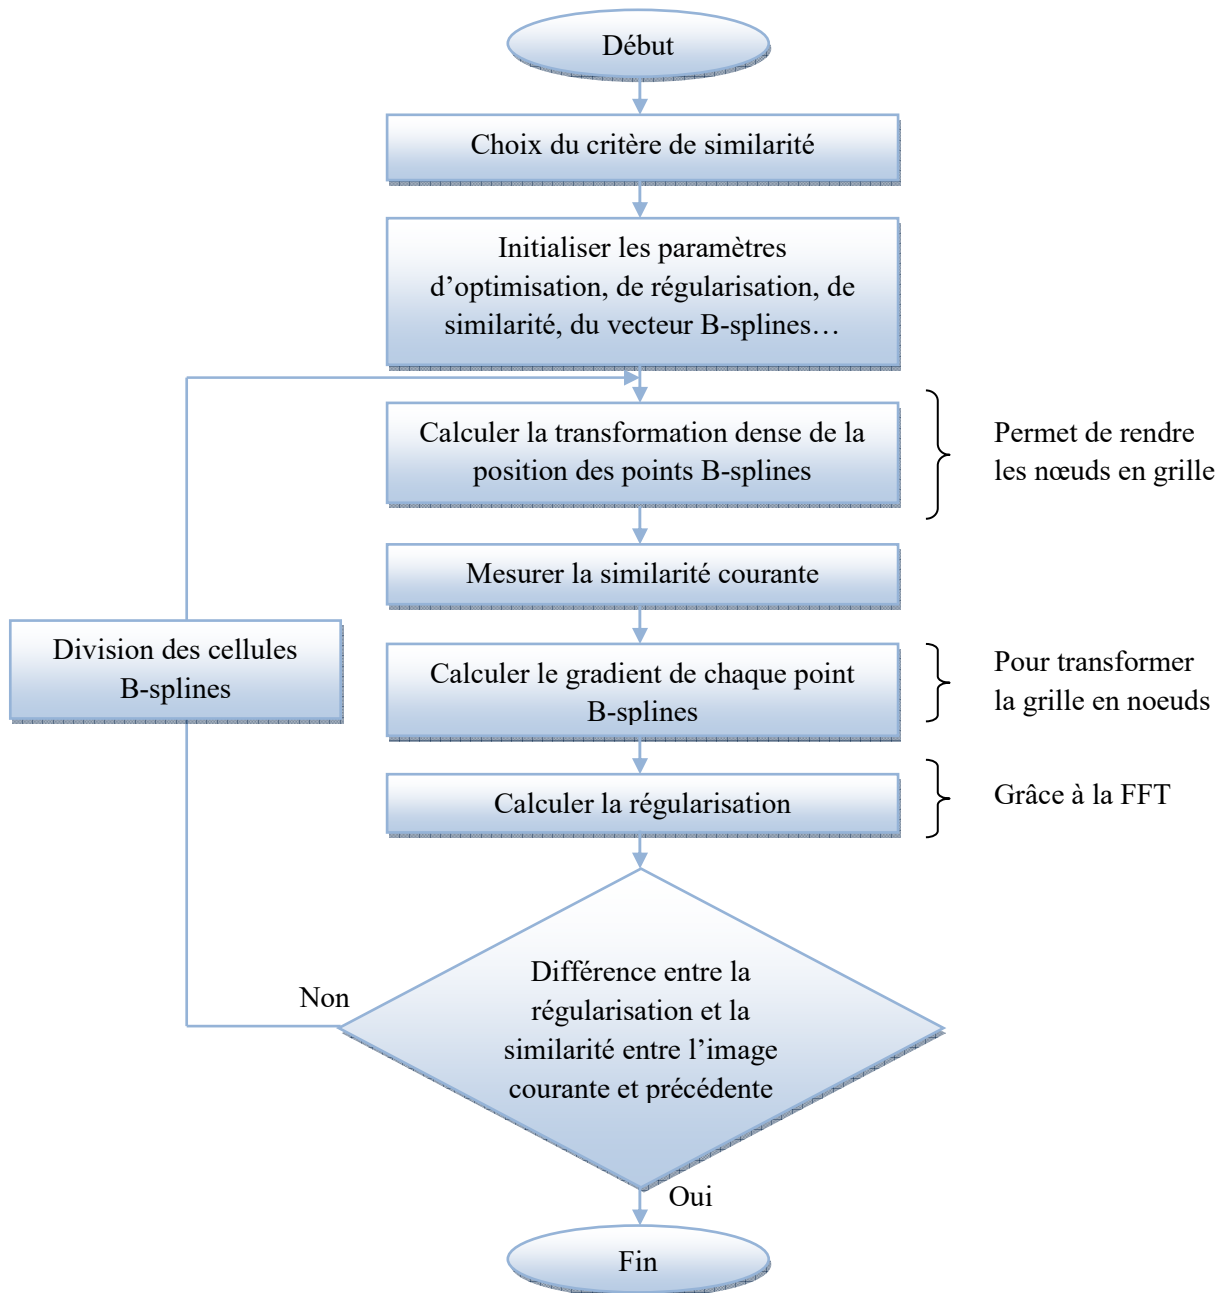 Début
Choix du critère de similarité
Initialiser les paramètres
d’optimisation, de régularisation, de
similarité, du vecteur B-splines…
Calculer la transformation dense de la
position des points B-splines
Permet de rendre
les nœuds en grille
Mesurer la similarité courante
Division des cellules
B-splines
Calculer le gradient de chaque point
B-splines
Pour transformer
la grille en noeuds
Calculer la régularisation
Grâce à la FFT
Différence entre la
régularisation et la
similarité entre l’image
courante et précédente
Non
Oui
Fin